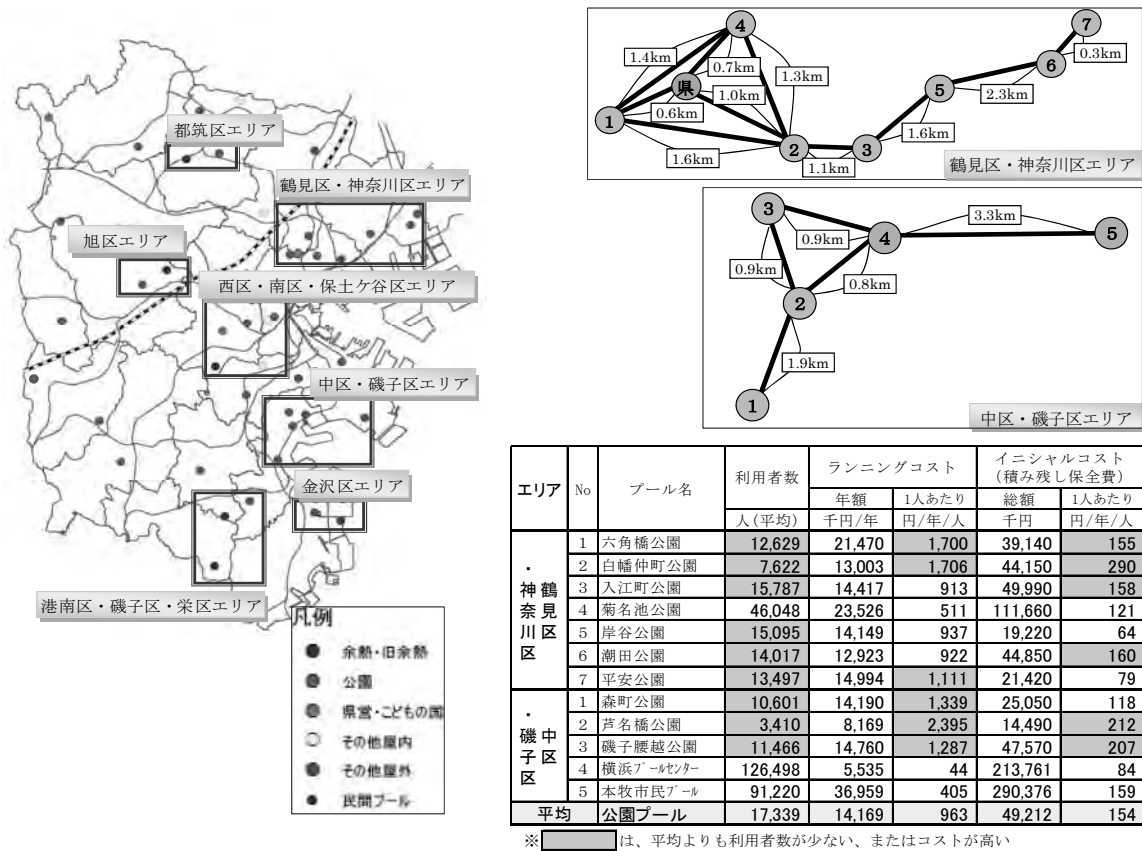 都筑区エリア
鶴見区・神奈川区エリア
旭区エリア
西区・南区・保土ケ谷区エリア
中区・磯子区エリア
金沢区エリア
港南区・磯子区・栄区エリア
凡例
余熱・旧余熱
公園
県営・こどもの国
その他屋内
その他屋外
民間プール
4
7
1.4km
0.3km
6
0.7km
1.3km
県
1.0km
5
2.3km
0.6km
1
1.6km
2
3
1.6km
1.1km
鶴見区・神奈川区エリア
3
3.3km
4
5
0.9km
0.9km
0.8km
2
1.9km
1
中区・磯子区エリア
エリア No プール名 利用者数 ランニングコスト イニシャルコスト
(積み残し保全費)
年額 1人あたり 総額 1人あたり
人(平均) 千円/年 円/年/人 千円 円/年/人
鶴見区・神奈川区
1 六角橋公園 12,629 21,470 1,700 39,140 155
2 白幡仲町公園 7,622 13,003 1,706 44,150 290
3 入江町公園 15,787 14,417 913 49,990 158
4 菊名池公園 46,048 23,526 511 111,660 121
5 岸谷公園 15,095 14,149 937 19,220 64
6 潮田公園 14,017 12,923 922 44,850 160
7 平安公園 13,497 14,994 1,111 21,420 79
中区・磯子区
1 森町公園 10,601 14,190 1,339 25,050 118
2 芦名橋公園 3,410 8,169 2,395 14,490 212
3 磯子腰越公園 11,466 14,760 1,287 47,570 207
4 横浜プールセンター 126,498 5,535 44 213,761 84
5 本牧市民プール 91,220 36,959 405 290,376 159
平均 公園プール 17,339 14,169 963 49,212 154
※ は、平均よりも利用者数が少ない、またはコストが高い